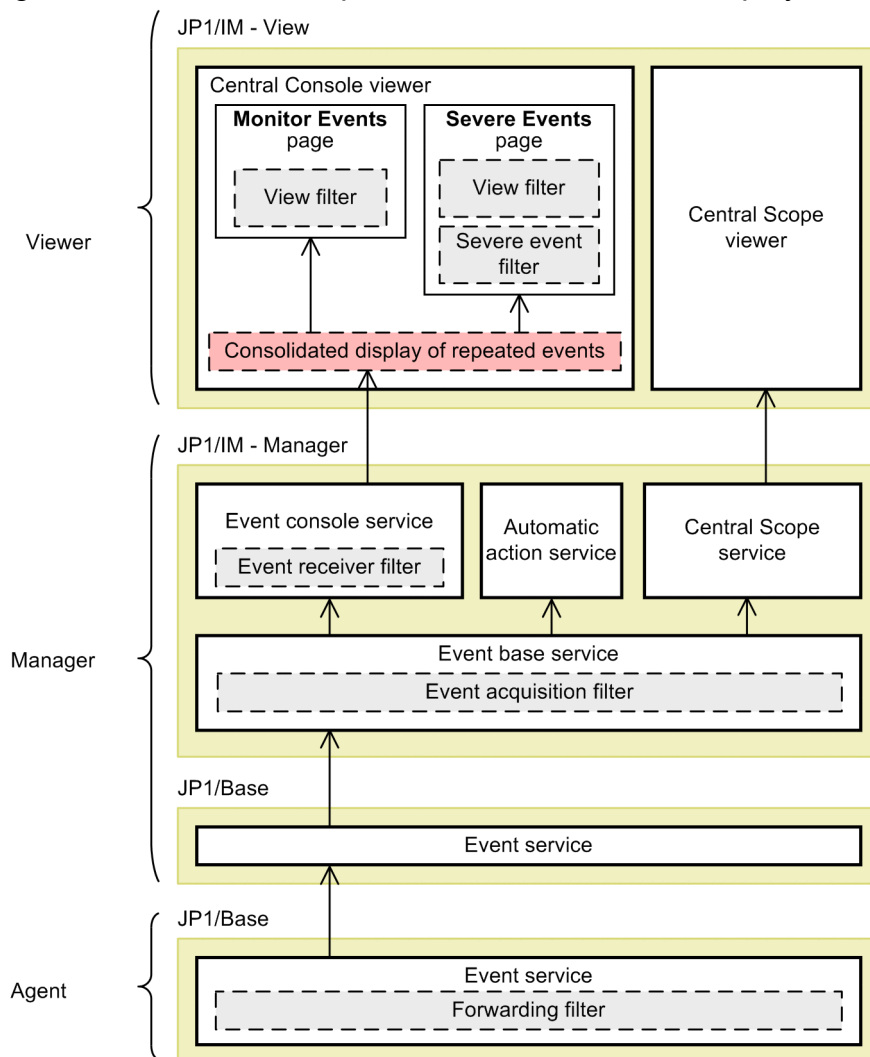 JP1/IM - View
Central Console viewer
Monitor Events
page
View filter
Severe Events
page
View filter
Severe event
filter
Central Scope
viewer
Viewer
Consolidated display of repeated events
JP1/IM - Manager
Event console service
Event receiver filter
Automatic
action service
Central Scope
service
Manager
Event base service
Event acquisition filter
JP1/Base
Event service
JP1/Base
Agent
Event service
Forwarding filter